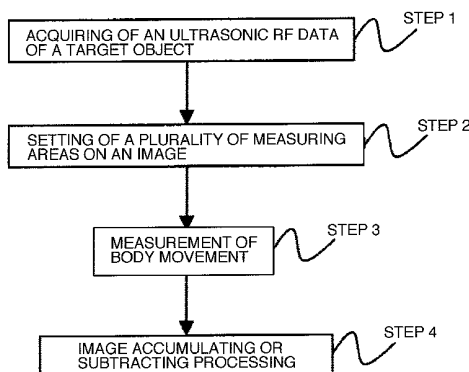 STEP 1
ACQUIRING OF AN ULTRASONIC RF DATA
OF A TARGET OBJECT
STEP 2
SETTING OF A PLURALITY OF MEASURING
AREAS ON AN IMAGE
STEP 3
MEASUREMENT OF
BODY MOVEMENT
STEP 4
IMAGE ACCUMULATING OR
SUBTRACTING PROCESSING